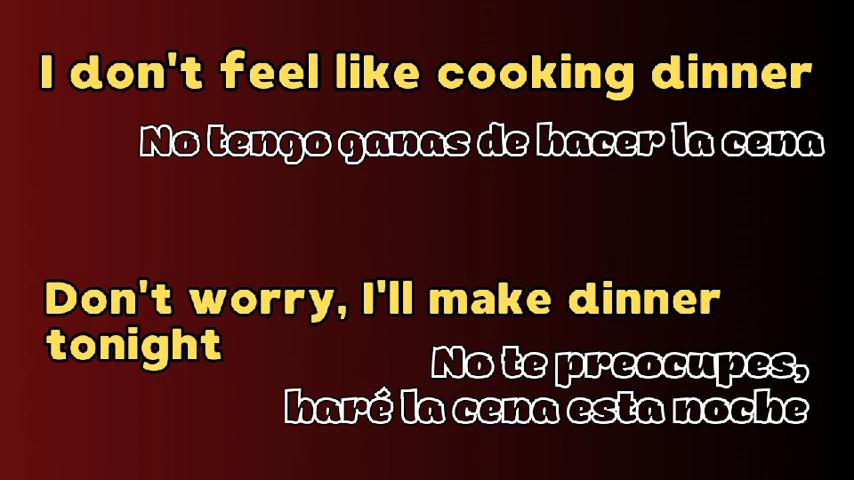 I don't feel like cooking dinner
No tengo ganas de hacer la cena
Don't worry, I'll make dinner
tonight
No te preocupes,
haré la cena esta noche